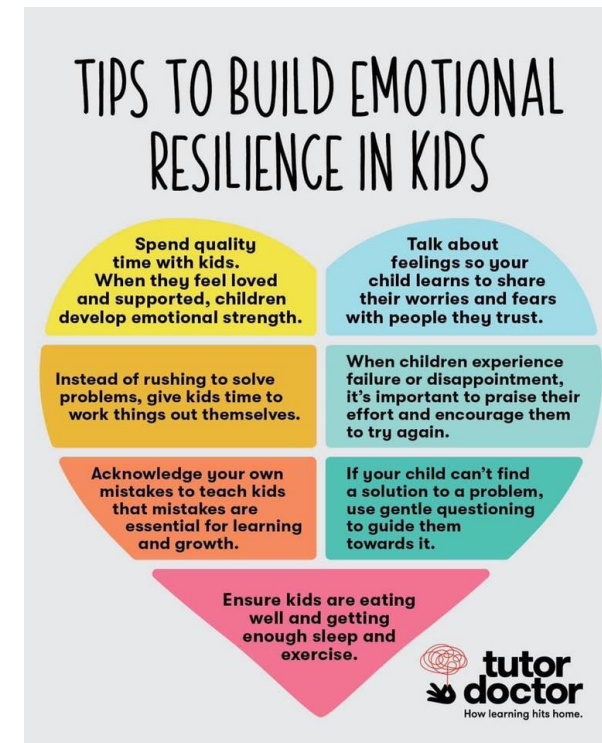 TIPS TO BUILD EMOTIONAL
RESILIENCE IN KIDS
Spend quality
time with kids.
When they feel loved
and supported, children
develop emotional strength.
Talk about
feelings so your
child learns to share
their worries and fears
with people they trust.
Instead of rushing to solve
problems, give kids time to
work things out themselves.
When children experience
failure or disappointment,
it's important to praise their
effort and encourage them
to try again.
Acknowledge your own
mistakes to teach kids
that mistakes are
essential for learning
and growth.
If your child can't find
a solution to a problem,
use gentle questioning
to guide them
towards it.
Ensure kids are eating
well and getting
enough sleep and
exercise.
tutor
doctor
How learning hits home.